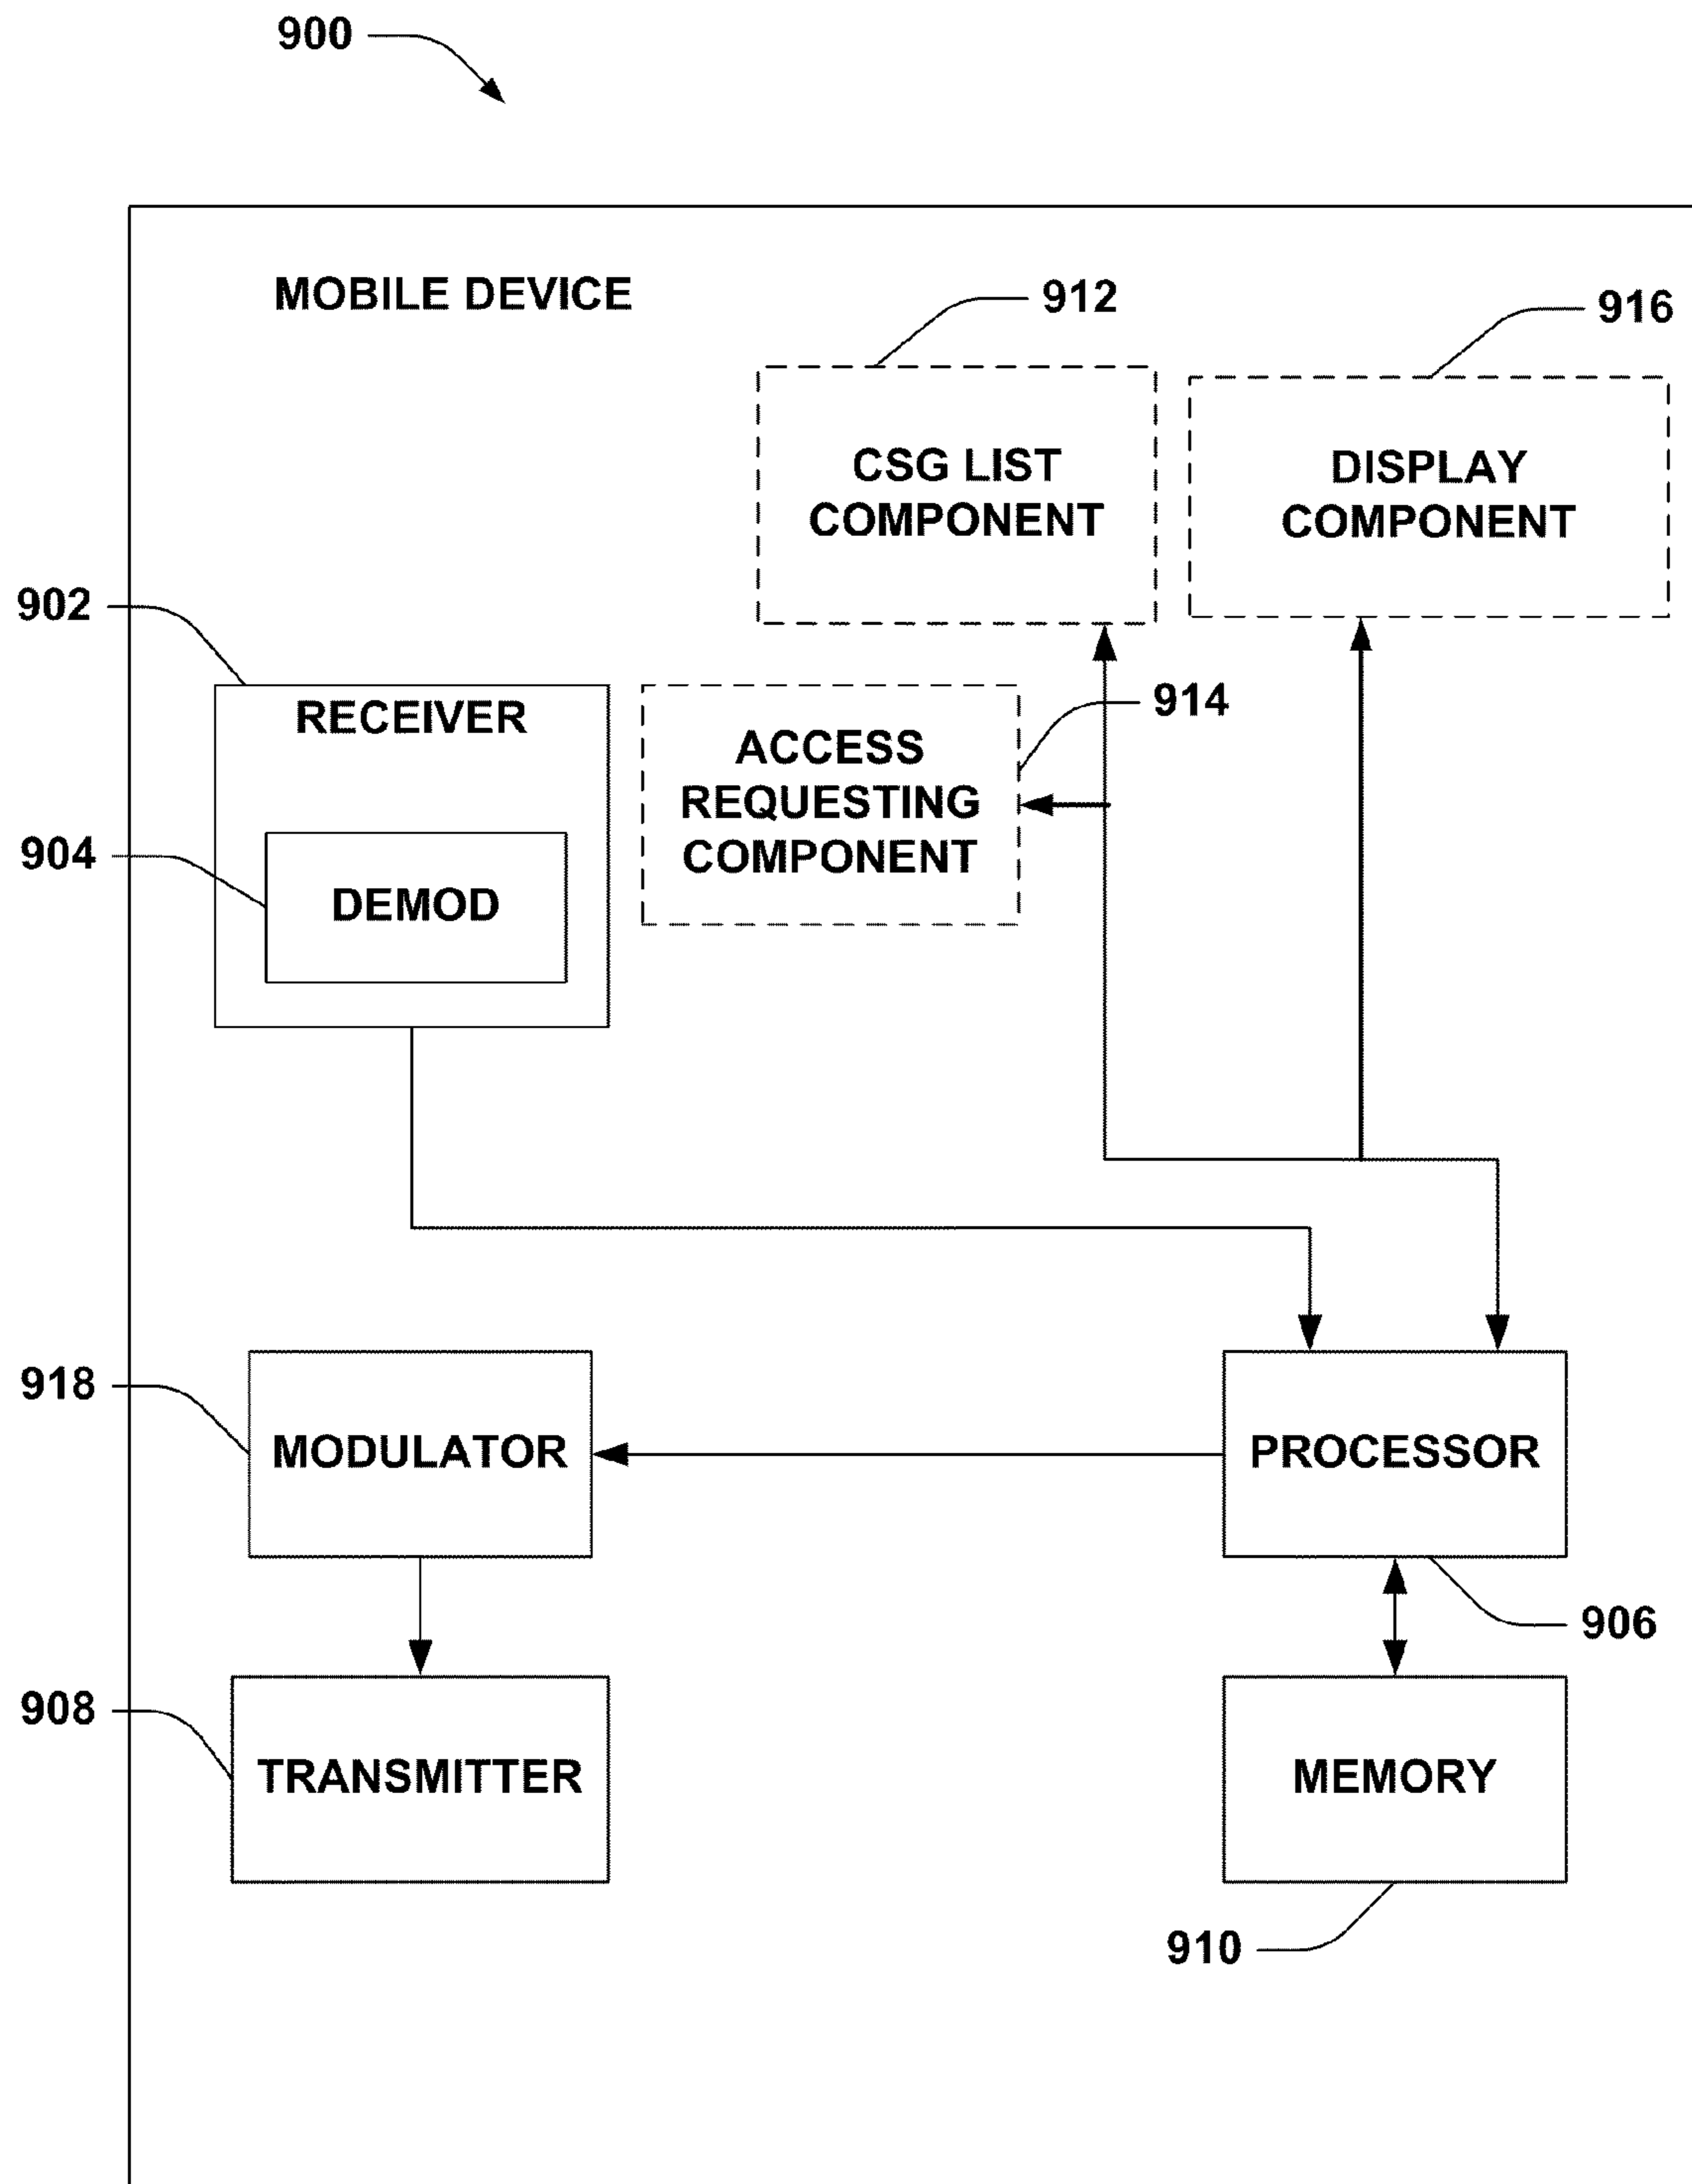 900
MOBILE DEVICE
912
916
CSG LIST
COMPONENT
DISPLAY
COMPONENT
902
RECEIVER
914
ACCESS
REQUESTING
COMPONENT
904
DEMOD
918
MODULATOR
PROCESSOR
906
908
TRANSMITTER
MEMORY
910